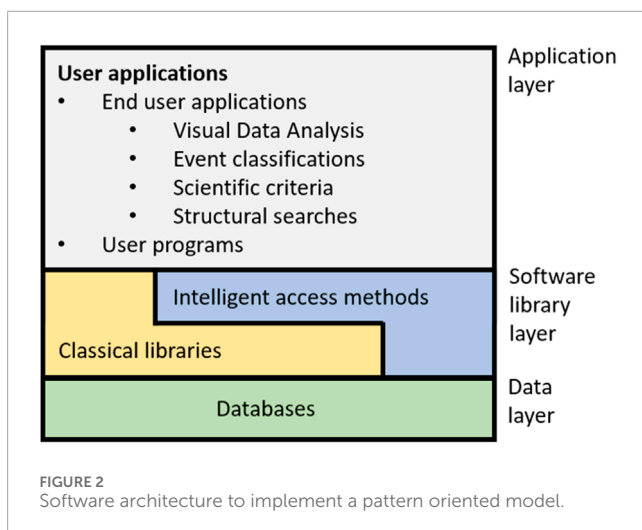 User applications
• End user applications
• Visual Data Analysis
• Event classifications
• Scientific criteria
• Structural searches
• User programs
Application
layer
Intelligent access methods
Classical libraries
Software
library
layer
Databases
Data
layer
FIGURE 2
Software architecture to implement a pattern oriented model.